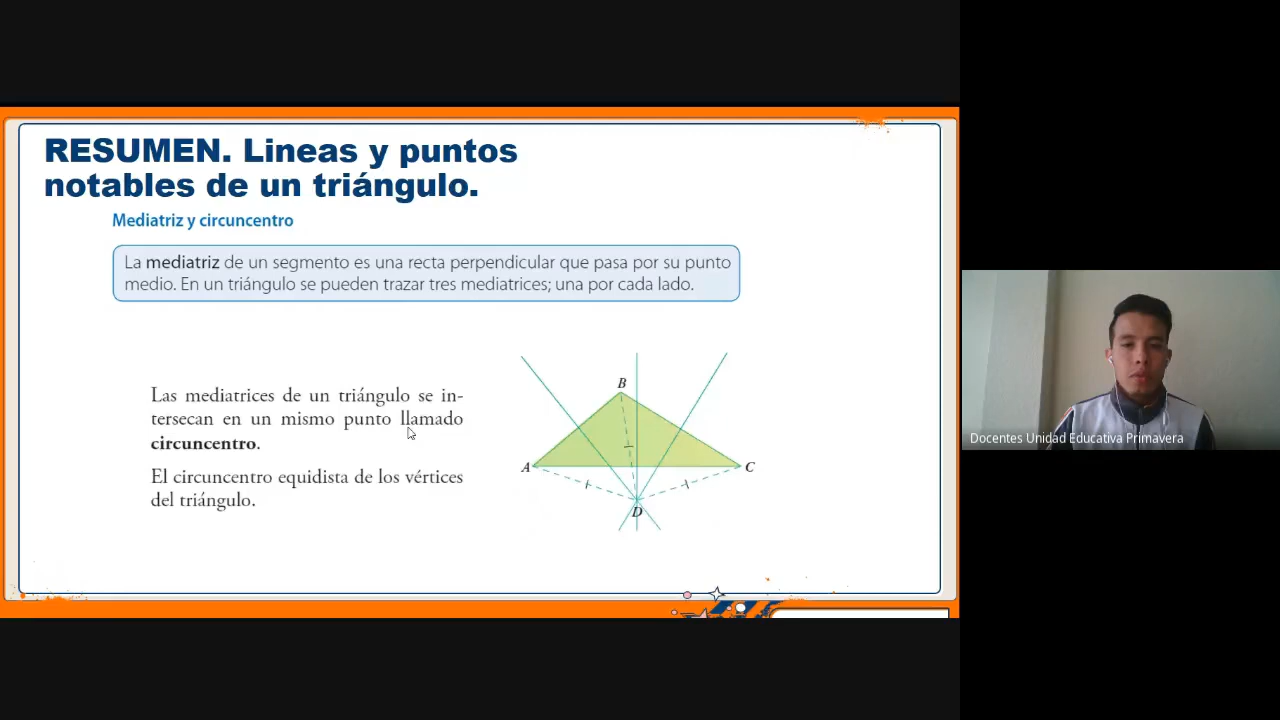 RESUMEN. Lineas y puntos
notables de un triángulo.
Mediatriz y circuncentro
La mediatriz de un segmento es una recta perpendicular que pasa por su punto
medio. En un triángulo se pueden trazar tres mediatrices; una por cada lado.
Las mediatrices de un triángulo se in-
tersecan en un mismo punto llamado
circuncentro.
El circuncentro equidista de los vértices
del triángulo.
B
A
C
D
Docentes Unidad Educativa Primavera